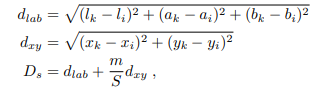 d_{lab} = \sqrt{(l_k - l_i)^2 + (a_k - a_i)^2 + (b_k - b_i)^2}
d_{xy} = \sqrt{(x_k - x_i)^2 + (y_k - y_i)^2}
D_s = d_{lab} + \frac{m}{S} d_{xy} ,